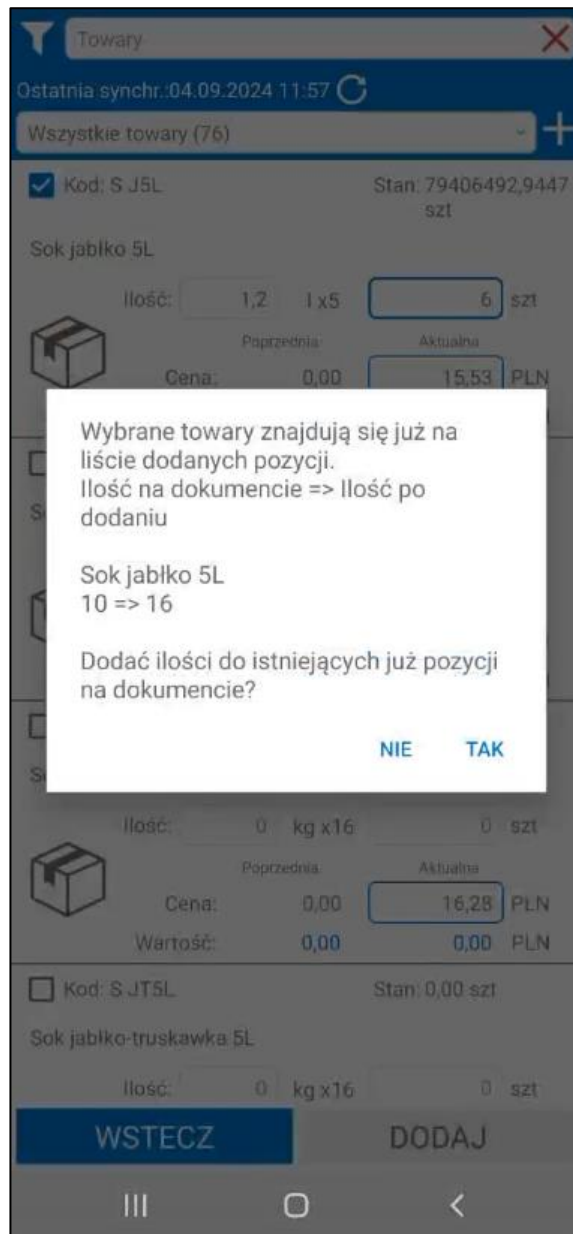 Towary
Ostatnia synchr.:04.09.2024 11:57
Wszystkie towary (76)
Kod: S J5L Stan: 79406492,9447
szt
Sok jabłko 5L
Ilość: 1,2 l x5 6 szt
Poprzednia Aktualna
Cena: 0,00 15,53 PLN
Wybrane towary znajdują się już na
liście dodanych pozycji.
Ilość na dokumencie => Ilość po
dodaniu
Sok jabłko 5L
10 => 16
Dodać ilości do istniejących już pozycji
na dokumencie?
NIE TAK
Ilość: 0 kg x16 0 szt
Poprzednia Aktualna
Cena: 0,00 16,28 PLN
Wartość: 0,00 0,00 PLN
Kod: S JT5L Stan: 0,00 szt
Sok jabłko-truskawka 5L
Ilość: 0 kg x16 0 szt
WSTECZ DODAJ